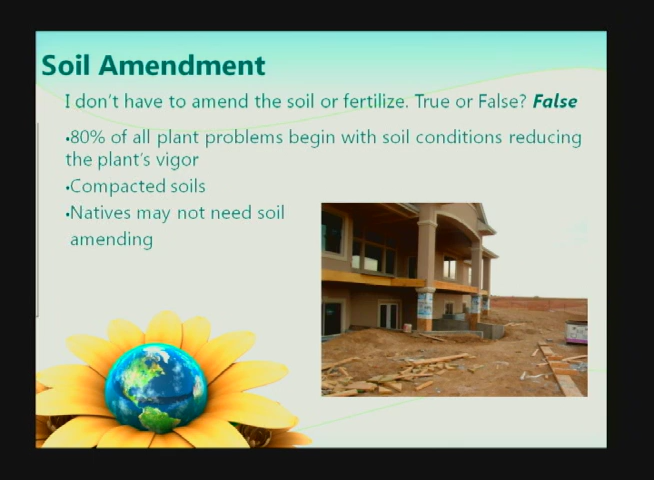 Soil Amendment
I don't have to amend the soil or fertilize. True or False? False
•80% of all plant problems begin with soil conditions reducing
the plant's vigor
•Compacted soils
•Natives may not need soil
amending